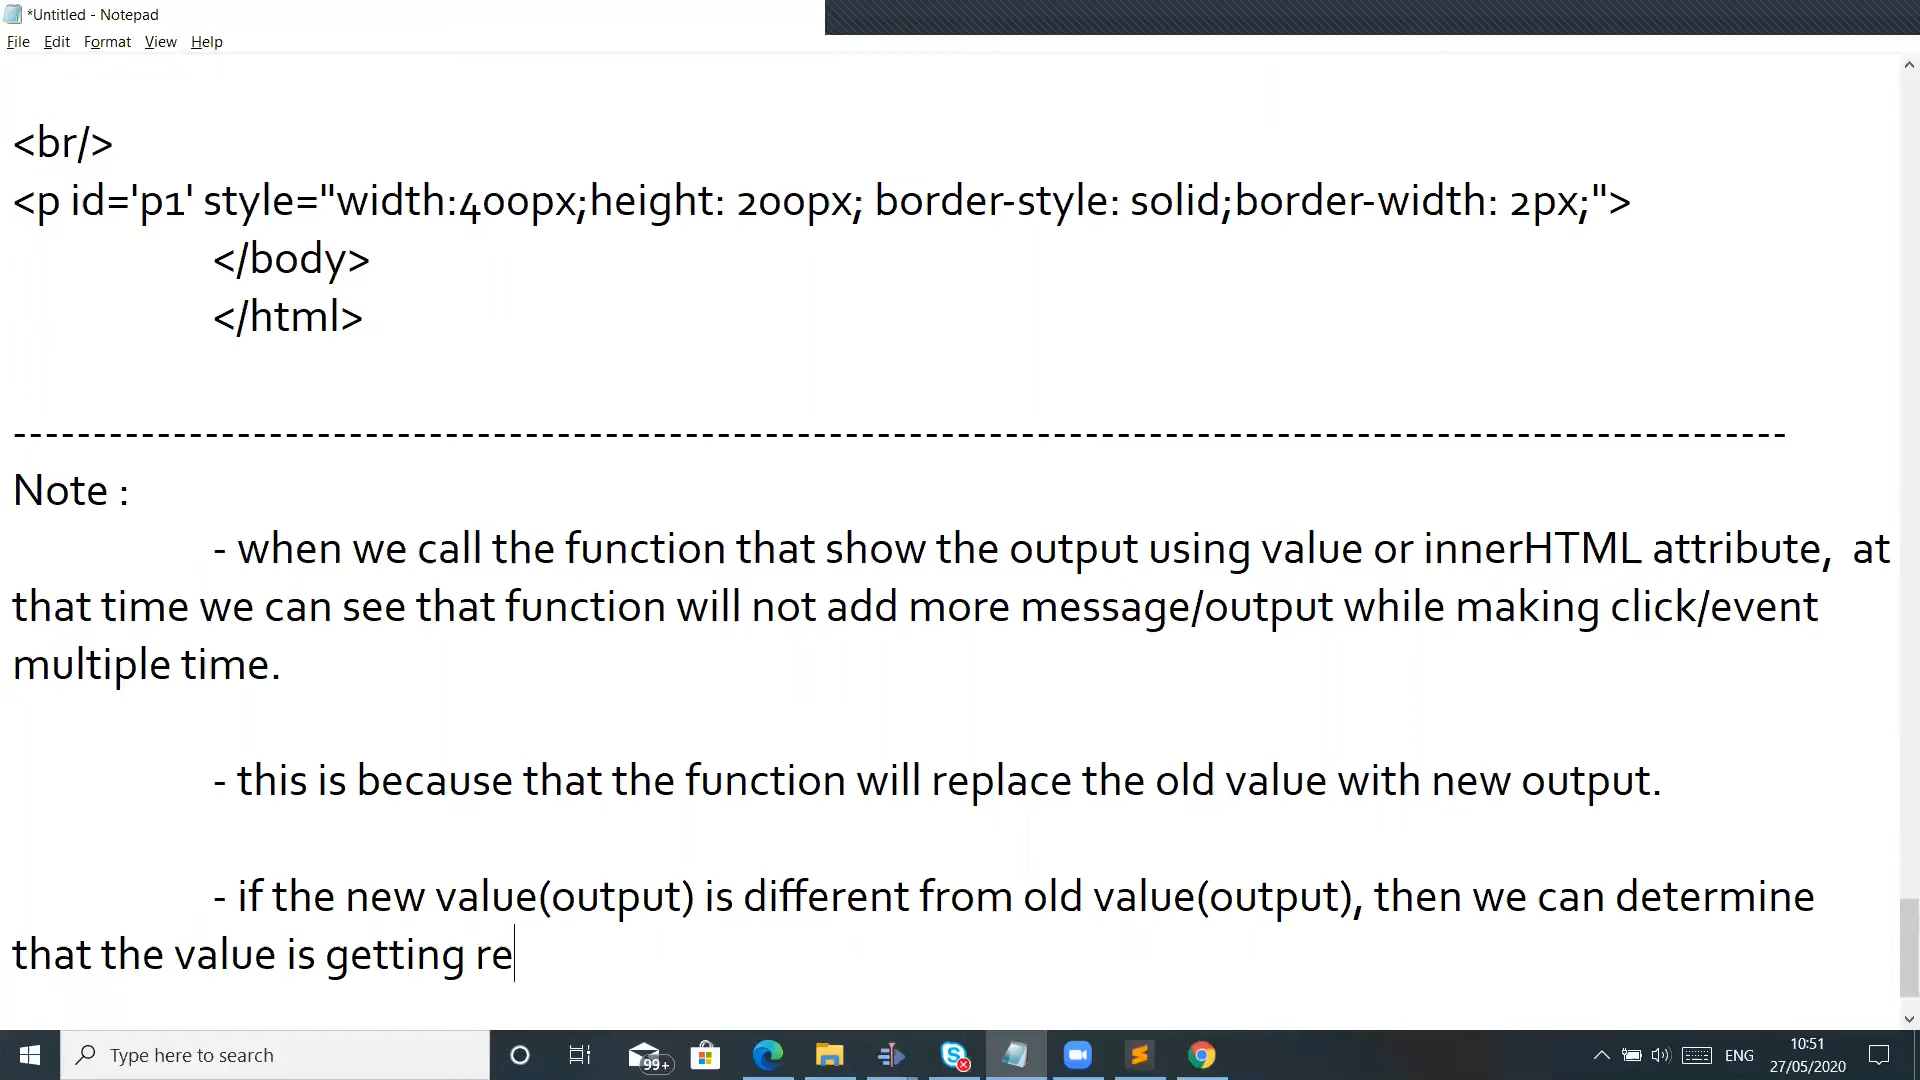 *Untitled - Notepad
File Edit Format View Help
<br/>
<p id='p1' style="width:400px;height: 200px; border-style: solid;border-width: 2px;">
</body>
</html>
---------------------------------------------------------------------------------------------------------------
Note :
- when we call the function that show the output using value or innerHTML attribute,  at
that time we can see that function will not add more message/output while making click/event
multiple time.
- this is because that the function will replace the old value with new output.
- if the new value(output) is different from old value(output), then we can determine
that the value is getting re
Type here to search
99+
ENG
10:51
27/05/2020